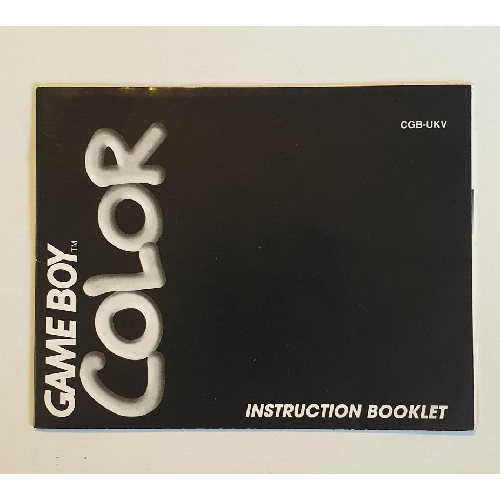 GAME BOY™
COLOR
CGB-UKV
INSTRUCTION BOOKLET